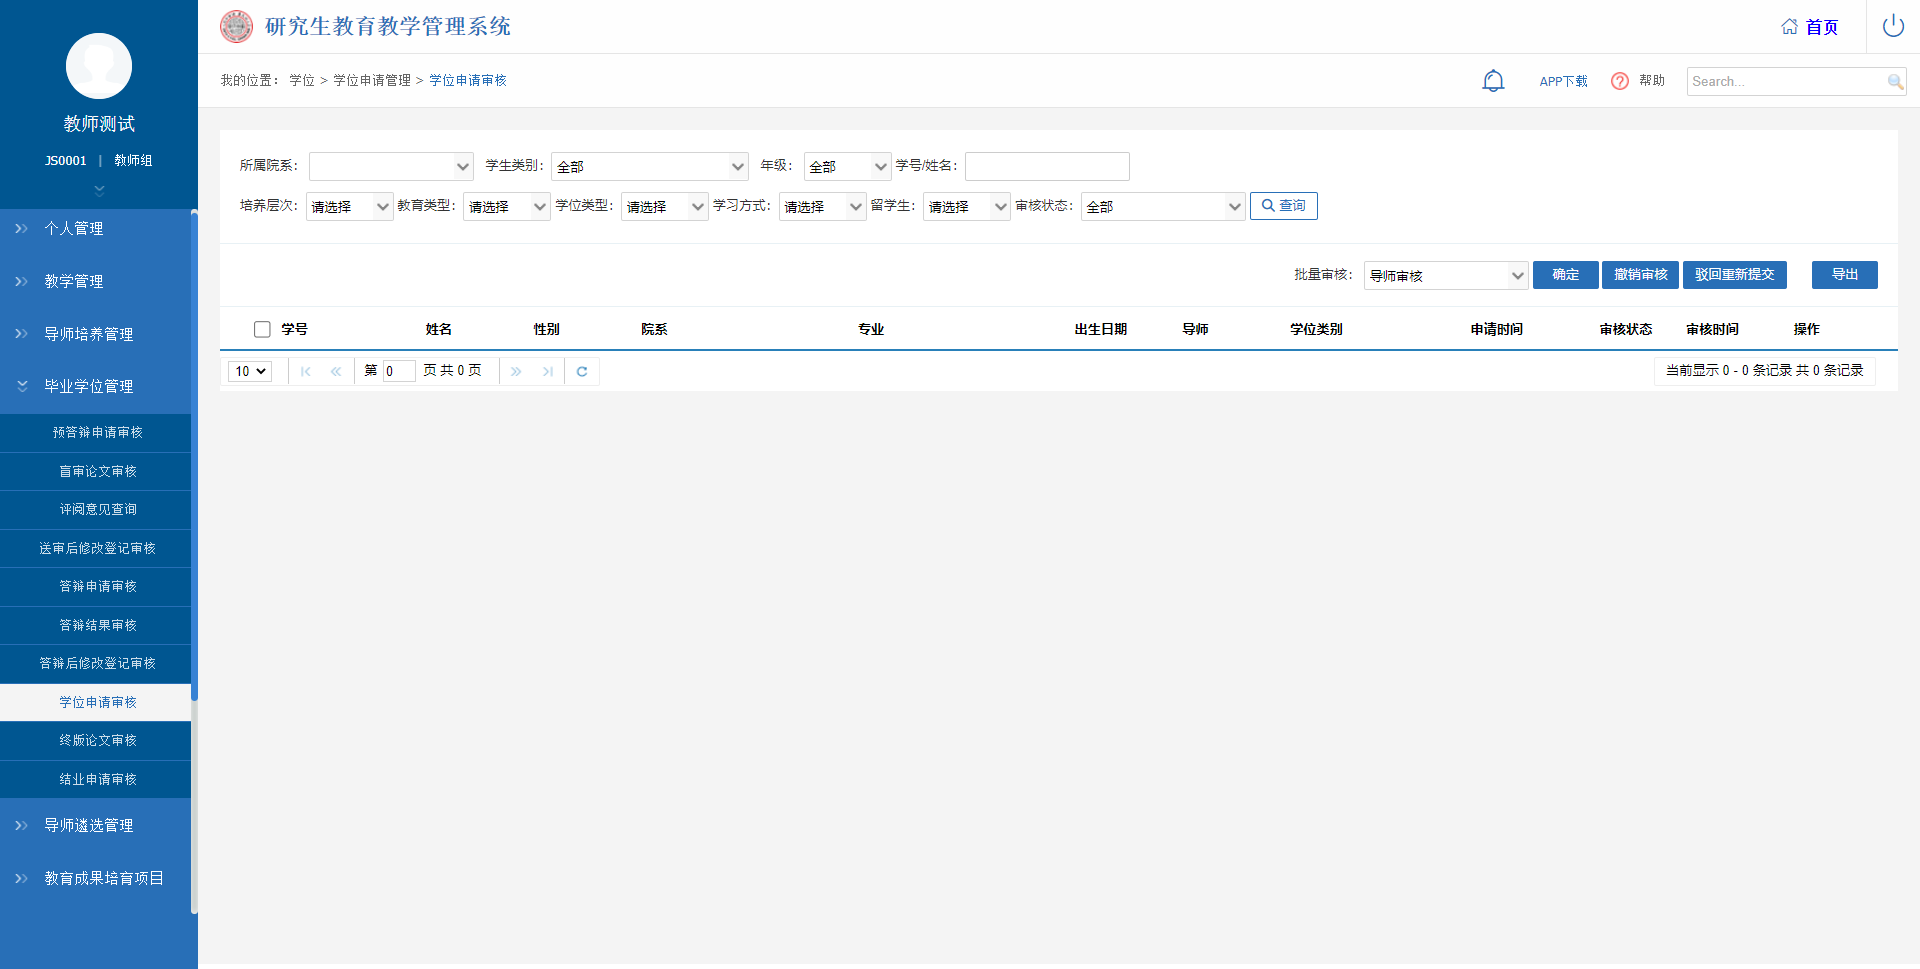 研究生教育教学管理系统
首页
教师测试
JS0001 | 教师组
我的位置： 学位 > 学位申请管理 > 学位申请审核
APP下载
帮助
Search...
个人管理
教学管理
导师培养管理
毕业学位管理
预答辩申请审核
盲审论文审核
评阅意见查询
送审后修改登记审核
答辩申请审核
答辩结果审核
答辩后修改登记审核
学位申请审核
终版论文审核
结业申请审核
导师遴选管理
教育成果培育项目
所属院系： 学生类别： 全部 年级： 全部 学号/姓名：
培养层次： 请选择 教育类型： 请选择 学位类型： 请选择 学习方式： 请选择 留学生： 请选择 审核状态： 全部 查询
批量审核： 导师审核 确定 撤销审核 驳回重新提交 导出
学号 姓名 性别 院系 专业 出生日期 导师 学位类别 申请时间 审核状态 审核时间 操作
10 第 0 页 共 0 页
当前显示 0 - 0 条记录 共 0 条记录